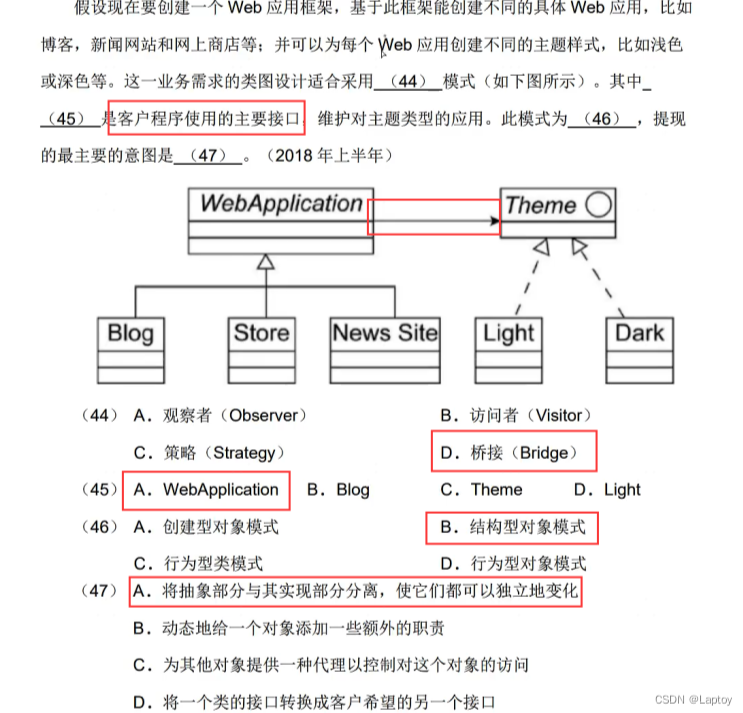 假设现在要创建一个 Web 应用框架，基于此框架能创建不同的具体 Web 应用，比如
博客，新闻网站和网上商店等；并可以为每个 Web 应用创建不同的主题样式，比如浅色
或深色等。这一业务需求的类图设计适合采用 （44） 模式（如下图所示）。其中
（45） 是客户程序使用的主要接口，维护对主题类型的应用。此模式为 （46） ，提现
的最主要的意图是 （47） 。（2018 年上半年）
WebApplication Theme
Blog Store News Site Light Dark
（44） A．观察者（Observer） B．访问者（Visitor）
C．策略（Strategy） D．桥接（Bridge）
（45） A．WebApplication B．Blog C．Theme D．Light
（46） A．创建型对象模式 B．结构型对象模式
C．行为型类模式 D．行为型对象模式
（47） A．将抽象部分与其实现部分分离，使它们都可以独立地变化
B．动态地给一个对象添加一些额外的职责
C．为其他对象提供一种代理以控制对这个对象的访问
D．将一个类的接口转换成客户希望的另一个接口
CSDN @Laptoy